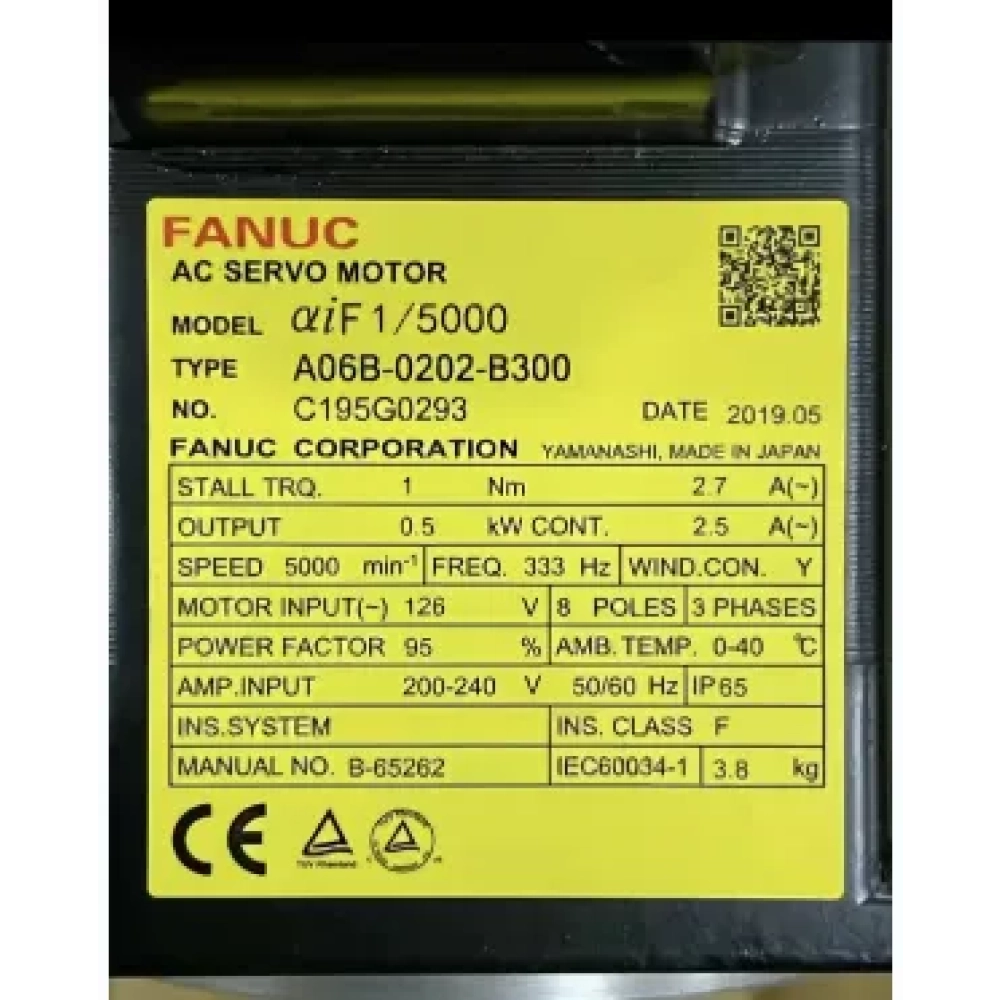 FANUC
AC SERVO MOTOR
MODEL αiF 1/5000
TYPE A06B-0202-B300
NO. C195G0293 DATE 2019.05
FANUC CORPORATION YAMANASHI, MADE IN JAPAN
STALL TRQ. 1 Nm 2.7 A(~)
OUTPUT 0.5 kW CONT. 2.5 A(~)
SPEED 5000 min⁻¹ FREQ. 333 Hz WIND.CON. Y
MOTOR INPUT(~) 126 V 8 POLES 3 PHASES
POWER FACTOR 95 % AMB. TEMP. 0-40 ℃
AMP.INPUT 200-240 V 50/60 Hz IP65
INS.SYSTEM INS. CLASS F
MANUAL NO. B-65262 IEC60034-1 3.8 kg
CE
TÜV Rheinland